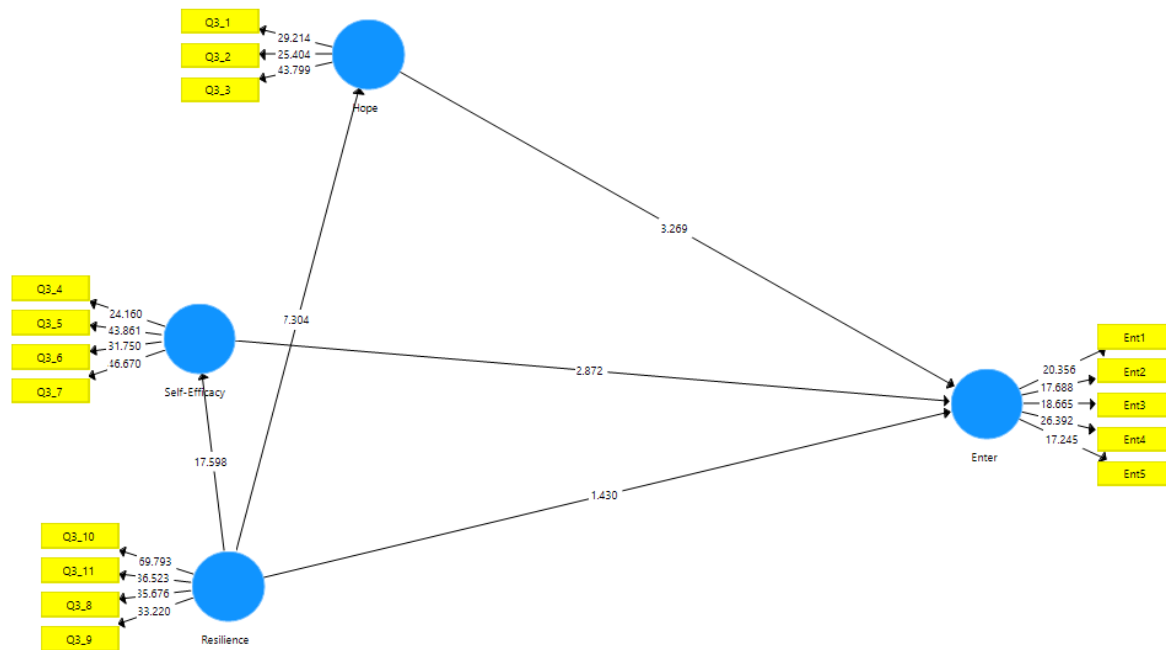 Q3_1
29.214
Q3_2
25.404
Q3_3
43.799
Hope
3.269
Q3_4
24.160
Q3_5
43.861
Q3_6
31.750
Q3_7
46.670
Self-Efficacy
7.304
2.872
17.598
1.430
Ent1
20.356
Ent2
17.688
Ent3
18.665
Ent4
26.392
Ent5
17.245
Enter
Q3_10
69.793
Q3_11
36.523
Q3_8
35.676
Q3_9
33.220
Resilience